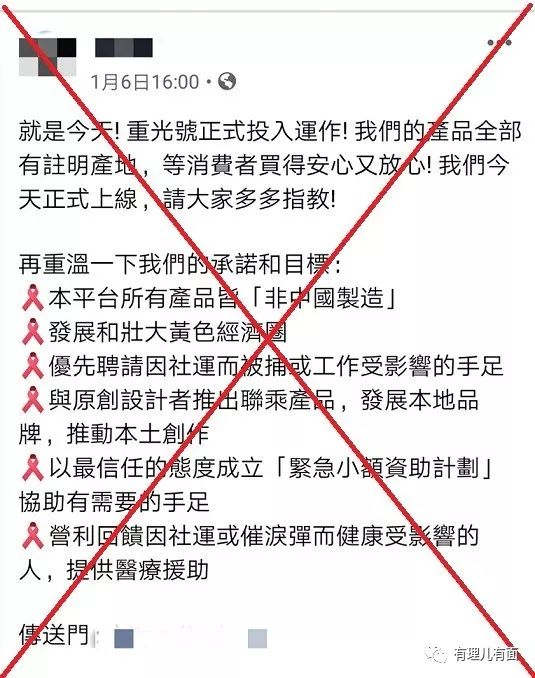 1月6日16:00
就是今天! 重光號正式投入運作! 我們的產品全部
有註明產地，等消費者買得安心又放心! 我們今
天正式上線，請大家多多指教!
再重溫一下我們的承諾和目標:
本平台所有產品皆「非中國製造」
發展和壯大黃色經濟圈
優先聘請因社運而被捕或工作受影響的手足
與原創設計者推出聯乘產品，發展本地品
牌，推動本土創作
以最信任的態度成立「緊急小額資助計劃」
協助有需要的手足
營利回饋因社運或催淚彈而健康受影響的
人，提供醫療援助
傳送門:
有理儿有面